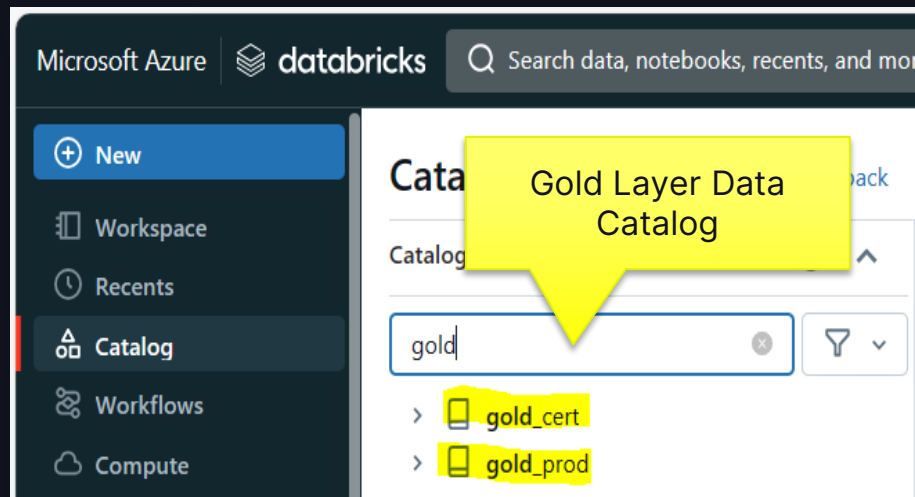 Microsoft Azure databricks Search data, notebooks, recents, and mor
New
Workspace
Recents
Catalog
Workflows
Compute
Cata
Gold Layer Data
Catalog
back
Catalog
gold
gold_cert
gold_prod